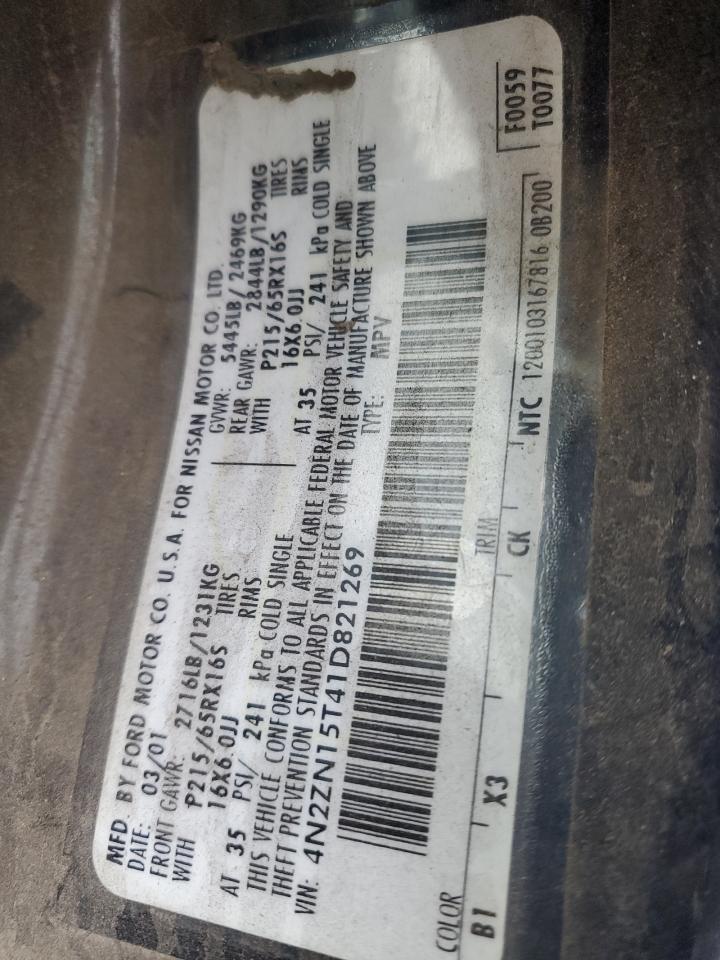 MFD. BY FORD MOTOR CO. U.S.A. FOR NISSAN MOTOR CO. LTD.
DATE: 03/01 GVWR: 5445LB/2469KG
FRONT GAWR: 2716LB/1231KG REAR GAWR: 2844LB/1290KG
WITH P215/65RX16S TIRES WITH P215/65RX16S TIRES
16X6.0JJ RIMS 16X6.0JJ RIMS
AT 35 PSI/ 241 kPa COLD SINGLE AT 35 PSI/ 241 kPa COLD SINGLE
THIS VEHICLE CONFORMS TO ALL APPLICABLE FEDERAL MOTOR VEHICLE SAFETY AND
THEFT PREVENTION STANDARDS IN EFFECT ON THE DATE OF MANUFACTURE SHOWN ABOVE
VIN: 4N2ZN15T41D821269 TYPE: MPV
F0059
T0077
COLOR TRIM
B1 X3 CK NTC 1200103167816 0B200